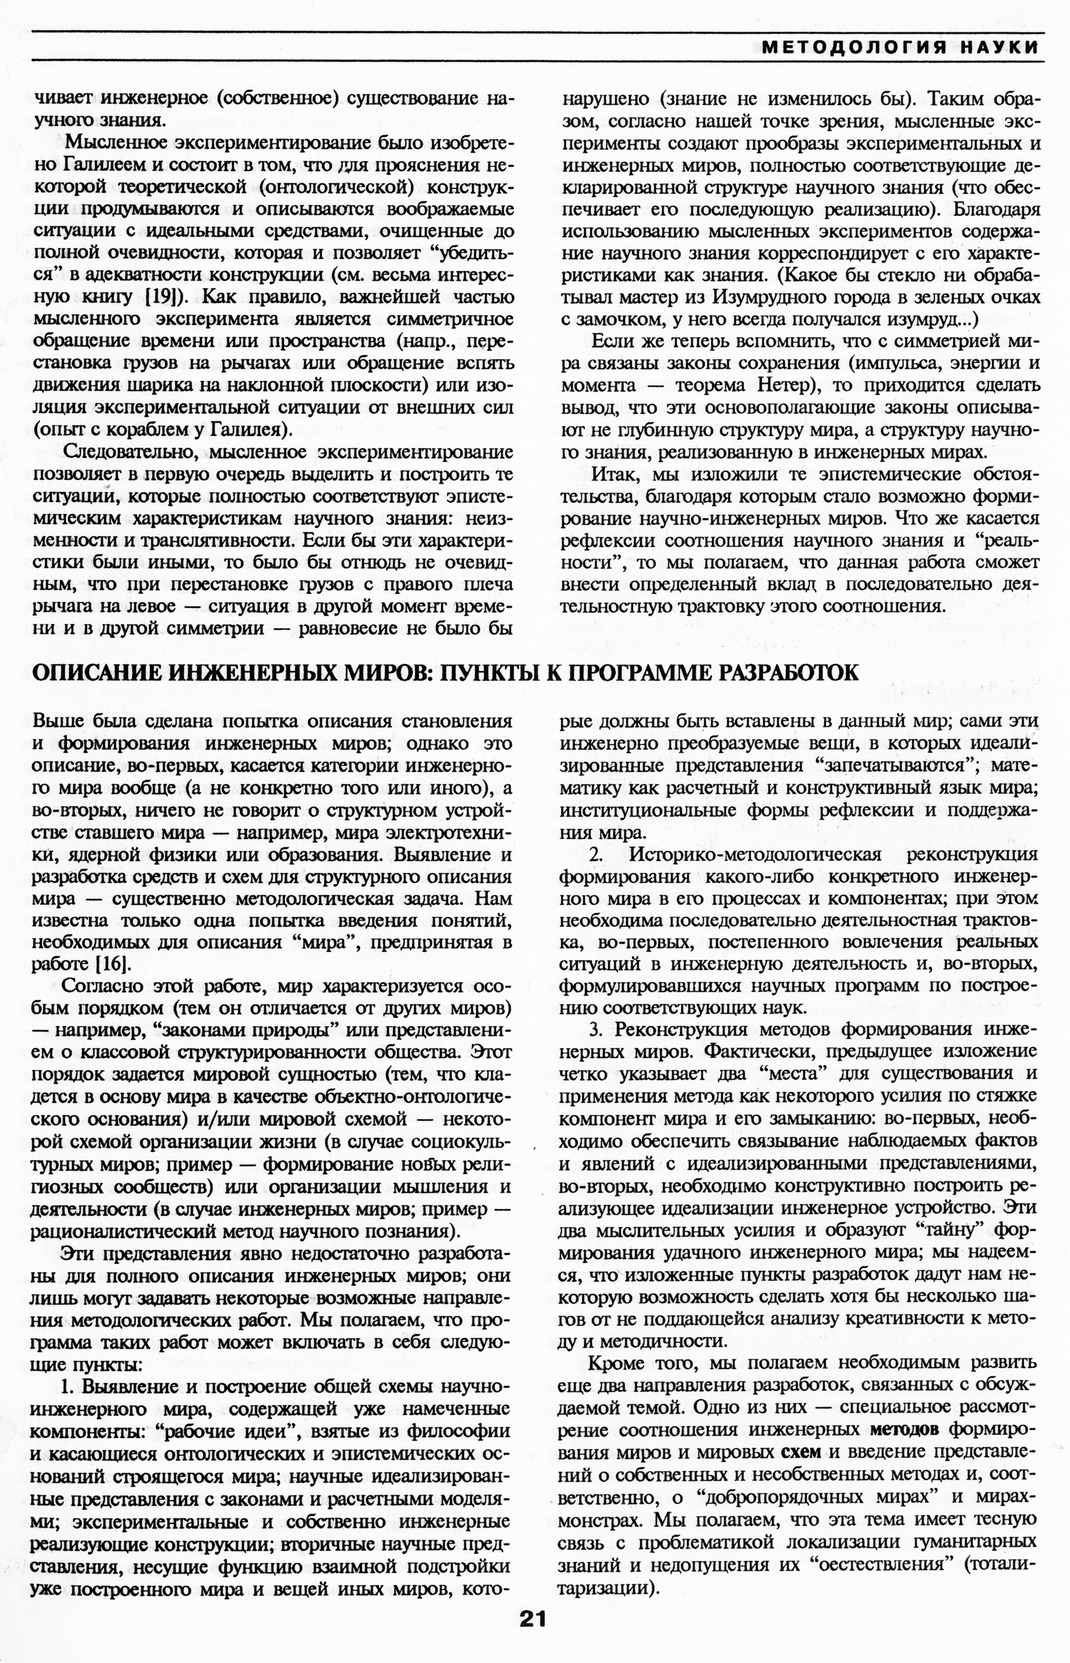 МЕТОДОЛОГИЯ НАУКИ
чивает инженерное (собственное) существование на-
учного знания.
Мысленное экспериментирование было изобрете-
но Галилеем и состоит в том, что для прояснения не-
которой теоретической (онтологической) конструк-
ции продумываются и описываются воображаемые
ситуации с идеальными средствами, очищенные до
полной очевидности, которая и позволяет “убедить-
ся” в адекватности конструкции (см. весьма интерес-
ную книгу [19]). Как правило, важнейшей частью
мысленного эксперимента является симметричное
обращение времени или пространства (напр., пере-
становка грузов на рычагах или обращение вспять
движения шарика на наклонной плоскости) или изо-
ляция экспериментальной ситуации от внешних сил
(опыт с кораблем у Галилея).
Следовательно, мысленное экспериментирование
позволяет в первую очередь выделить и построить те
ситуации, которые полностью соответствуют эписте-
мическим характеристикам научного знания: неиз-
менности и транслятивности. Если бы эти характери-
стики были иными, то было бы отнюдь не очевид-
ным, что при перестановке грузов с правого плеча
рычага на левое — ситуация в другой момент време-
ни и в другой симметрии — равновесие не было бы
нарушено (знание не изменилось бы). Таким обра-
зом, согласно нашей точке зрения, мысленные экс-
перименты создают прообразы экспериментальных и
инженерных миров, полностью соответствующие де-
кларированной структуре научного знания (что обес-
печивает его последующую реализацию). Благодаря
использованию мысленных экспериментов содержа-
ние научного знания корреспондирует с его характе-
ристиками как знания. (Какое бы стекло ни обраба-
тывал мастер из Изумрудного города в зеленых очках
с замочком, у него всегда получался изумруд...)
Если же теперь вспомнить, что с симметрией ми-
ра связаны законы сохранения (импульса, энергии и
момента — теорема Нетер), то приходится сделать
вывод, что эти основополагающие законы описыва-
ют не глубинную структуру мира, а структуру научно-
го знания, реализованную в инженерных мирах.
Итак, мы изложили те эпистемические обстоя-
тельства, благодаря которым стало возможно форми-
рование научно-инженерных миров. Что же касается
рефлексии соотношения научного знания и “реаль-
ности”, то мы полагаем, что данная работа сможет
внести определенный вклад в последовательно дея-
тельностную трактовку этого соотношения.
ОПИСАНИЕ ИНЖЕНЕРНЫХ МИРОВ: ПУНКТЫ К ПРОГРАММЕ РАЗРАБОТОК
Выше была сделана попытка описания становления
и формирования инженерных миров; однако это
описание, во-первых, касается категории инженерно-
го мира вообще (а не конкретно того или иного), а
во-вторых, ничего не говорит о структурном устрой-
стве ставшего мира — например, мира электротехни-
ки, ядерной физики или образования. Выявление и
разработка средств и схем для структурного описания
мира — существенно методологическая задача. Нам
известна только одна попытка введения понятий,
необходимых для описания “мира”, предпринятая в
работе [16].
Согласно этой работе, мир характеризуется осо-
бым порядком (тем он отличается от других миров)
— например, “законами природы” или представлени-
ем о классовой структурированности общества. Этот
порядок задается мировой сущностью (тем, что кла-
дется в основу мира в качестве объектно-онтологиче-
ского основания) и/или мировой схемой — некото-
рой схемой организации жизни (в случае социокуль-
турных миров; пример — формирование новых рели-
гиозных сообществ) или организации мышления и
деятельности (в случае инженерных миров; пример —
рационалистический метод научного познания).
Эти представления явно недостаточно разработа-
ны для полного описания инженерных миров; они
лишь могут задавать некоторые возможные направле-
ния методологических работ. Мы полагаем, что про-
грамма таких работ может включать в себя следую-
щие пункты:
1. Выявление и построение общей схемы научно-
инженерного мира, содержащей уже намеченные
компоненты: “рабочие идеи”, взятые из философии
и касающиеся онтологических и эпистемических ос-
нований строящегося мира; научные идеализирован-
ные представления с законами и расчетными моделя-
ми; экспериментальные и собственно инженерные
реализующие конструкции; вторичные научные пред-
ставления, несущие функцию взаимной подстройки
уже построенного мира и вещей иных миров, кото-
рые должны быть вставлены в данный мир; сами эти
инженерно преобразуемые вещи, в которых идеали-
зированные представления “запечатываются”; мате-
матику как расчетный и конструктивный язык мира;
институциональные формы рефлексии и поддержа-
ния мира.
2. Историко-методологическая реконструкция
формирования какого-либо конкретного инженер-
ного мира в его процессах и компонентах; при этом
необходима последовательно деятельностная трактов-
ка, во-первых, постепенного вовлечения реальных
ситуаций в инженерную деятельность и, во-вторых,
формулировавшихся научных программ по построе-
нию соответствующих наук.
3. Реконструкция методов формирования инже-
нерных миров. Фактически, предыдущее изложение
четко указывает два “места” для существования и
применения метода как некоторого усилия по стяжке
компонент мира и его замыканию: во-первых, необ-
ходимо обеспечить связывание наблюдаемых фактов
и явлений с идеализированными представлениями,
во-вторых, необходимо конструктивно построить ре-
ализующее идеализации инженерное устройство. Эти
два мыслительных усилия и образуют “тайну” фор-
мирования удачного инженерного мира; мы надеем-
ся, что изложенные пункты разработок дадут нам не-
которую возможность сделать хотя бы несколько ша-
гов от не поддающейся анализу креативности к мето-
ду и методичности.
Кроме того, мы полагаем необходимым развить
еще два направления разработок, связанных с обсуж-
даемой темой. Одно из них — специальное рассмот-
рение соотношения инженерных методов формиро-
вания миров и мировых схем и введение представле-
ний о собственных и несобственных методах и, соот-
ветственно, о “добропорядочных мирах” и мирах-
монстрах. Мы полагаем, что эта тема имеет тесную
связь с проблематикой локализации гуманитарных
знаний и недопущения их “оестествления” (тотали-
таризации).
21